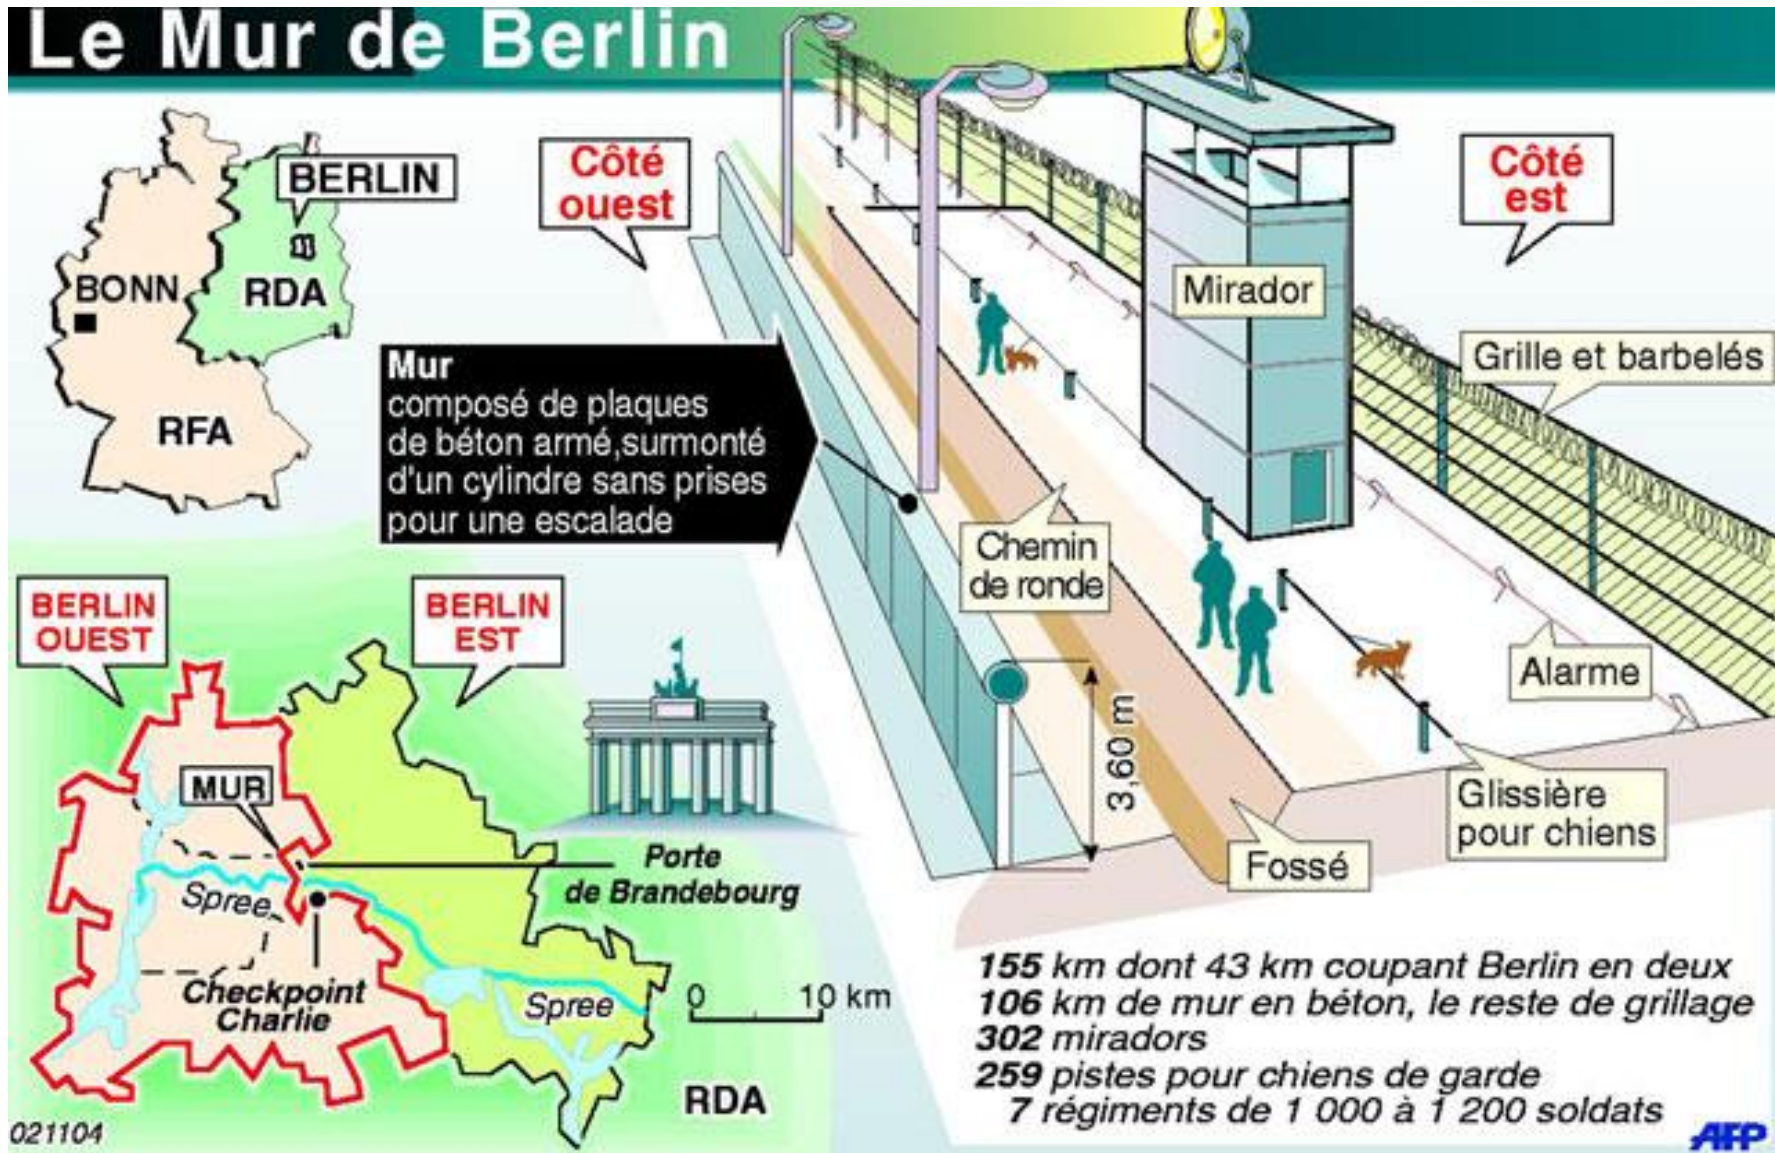 Le Mur de Berlin
BERLIN
BONN
RDA
RFA
Côté
ouest
Côté
est
Mirador
Grille et barbelés
Mur
composé de plaques
de béton armé,surmonté
d'un cylindre sans prises
pour une escalade
Chemin
de ronde
Alarme
3,60 m
Glissière
pour chiens
Fossé
BERLIN
OUEST
BERLIN
EST
MUR
Porte
de Brandebourg
Spree
Checkpoint
Charlie
Spree
0 10 km
RDA
155 km dont 43 km coupant Berlin en deux
106 km de mur en béton, le reste de grillage
302 miradors
259 pistes pour chiens de garde
7 régiments de 1 000 à 1 200 soldats
021104
AFP